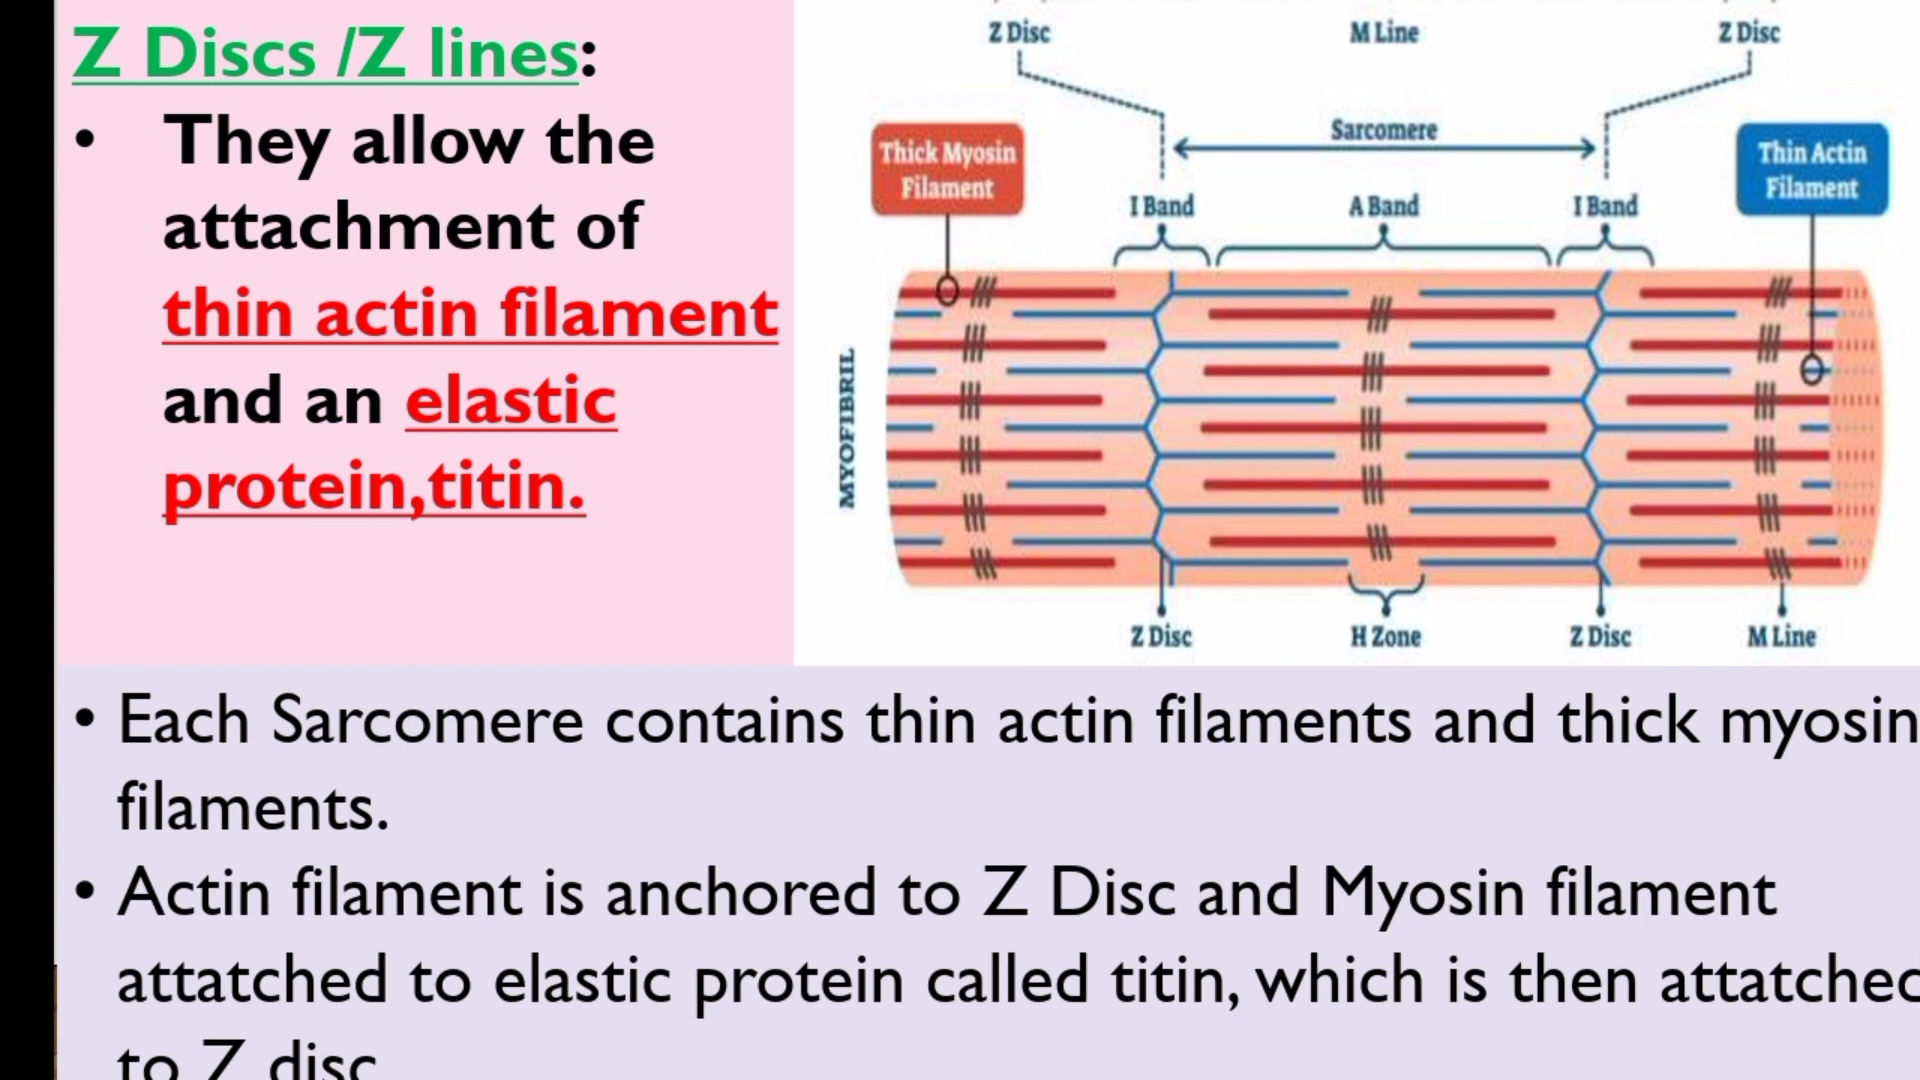 Z Discs /Z lines:
• They allow the
attachment of
thin actin filament
and an elastic
protein,titin.
Z Disc M Line Z Disc
Sarcomere
Thick Myosin
Filament
Thin Actin
Filament
I Band A Band I Band
MYOFIBRIL
Z Disc H Zone Z Disc M Line
• Each Sarcomere contains thin actin filaments and thick myosin
filaments.
• Actin filament is anchored to Z Disc and Myosin filament
attatched to elastic protein called titin, which is then attatched
to Z disc